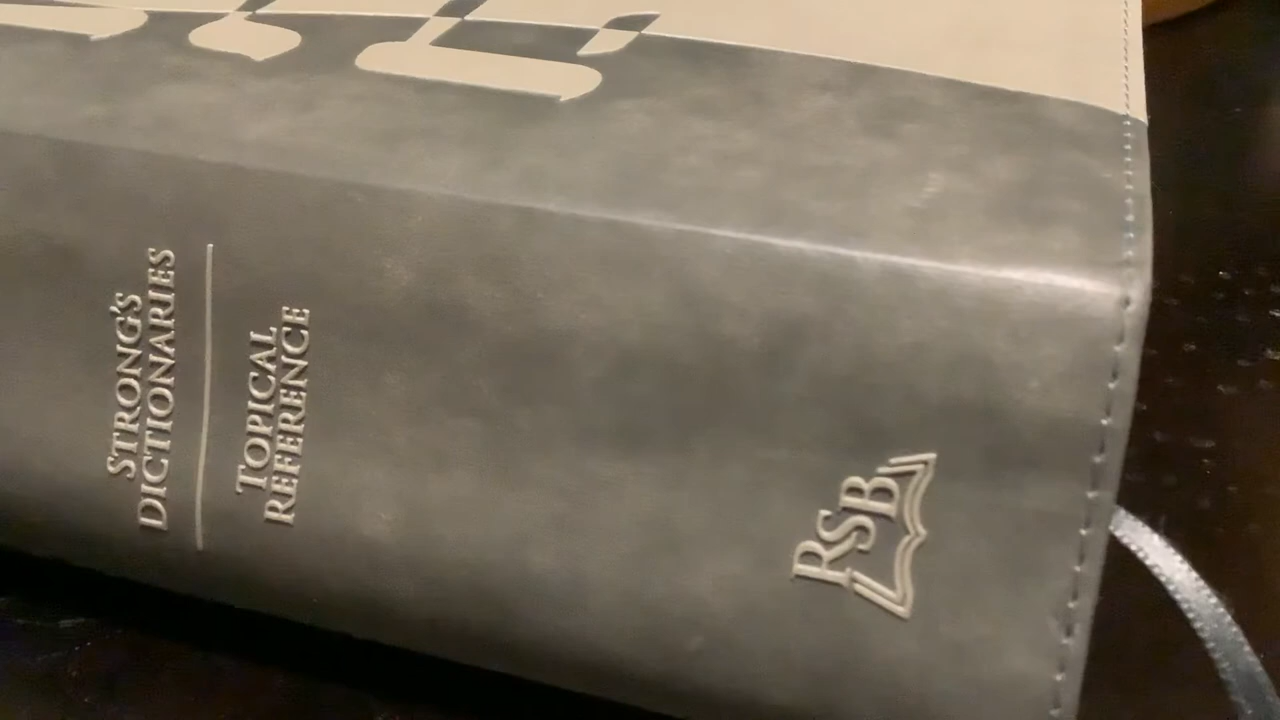 STRONG'S
DICTIONARIES
TOPICAL
REFERENCE
RSB